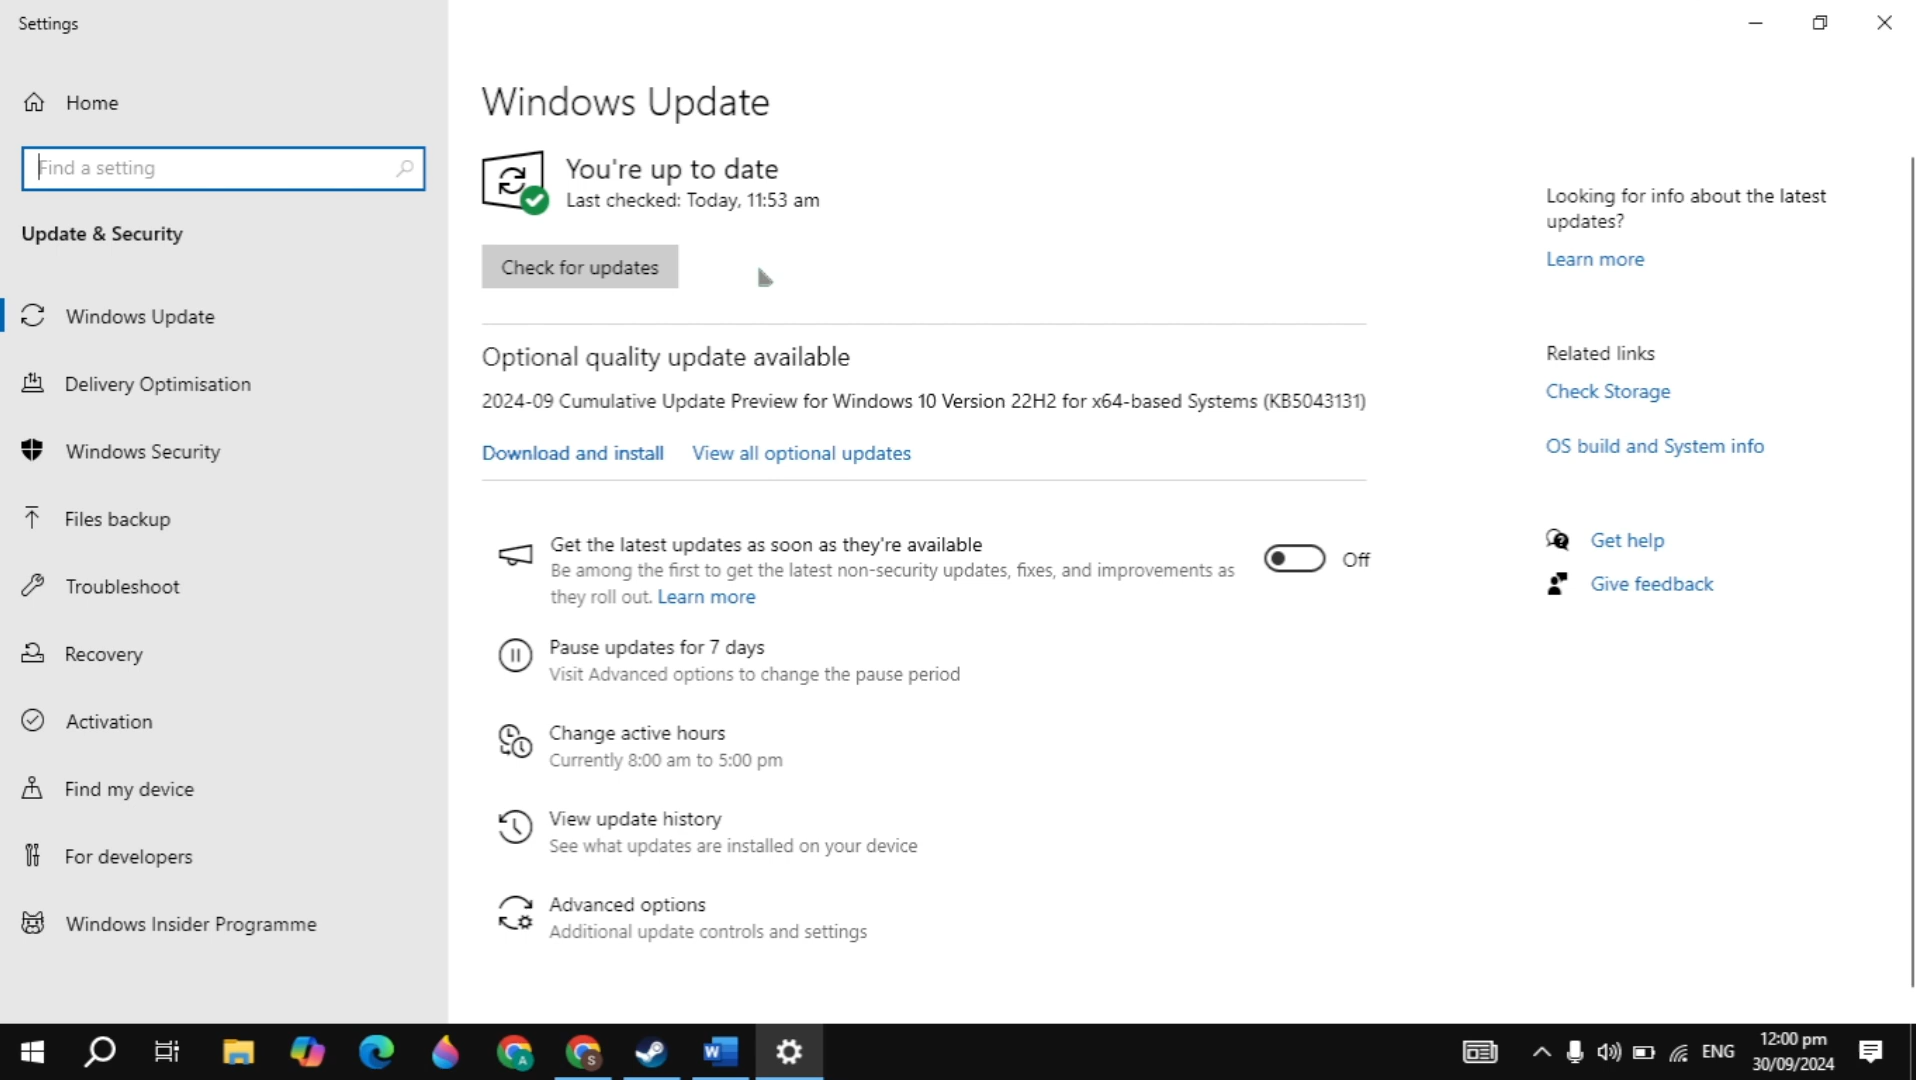 Settings
Home
Find a setting
Update & Security
Windows Update
Delivery Optimisation
Windows Security
Files backup
Troubleshoot
Recovery
Activation
Find my device
For developers
Windows Insider Programme
Windows Update
You're up to date
Last checked: Today, 11:53 am
Check for updates
Optional quality update available
2024-09 Cumulative Update Preview for Windows 10 Version 22H2 for x64-based Systems (KB5043131)
Download and install View all optional updates
Get the latest updates as soon as they're available
Be among the first to get the latest non-security updates, fixes, and improvements as
they roll out. Learn more
Off
Pause updates for 7 days
Visit Advanced options to change the pause period
Change active hours
Currently 8:00 am to 5:00 pm
View update history
See what updates are installed on your device
Advanced options
Additional update controls and settings
Looking for info about the latest
updates?
Learn more
Related links
Check Storage
OS build and System info
Get help
Give feedback
A
S
W
ENG
12:00 pm
30/09/2024